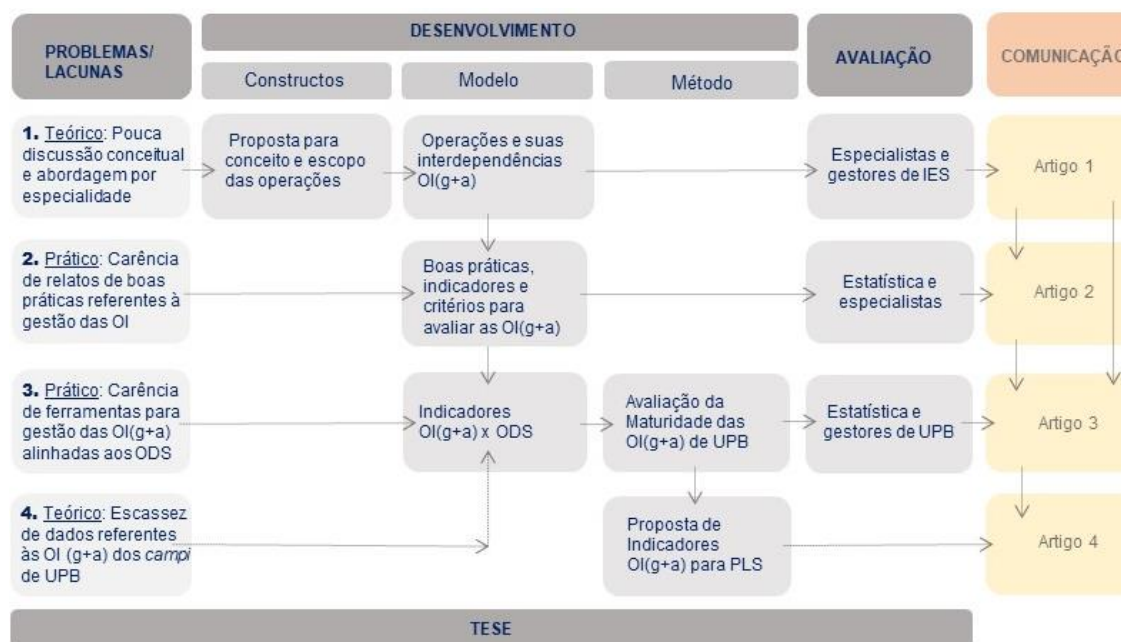 PROBLEMAS/
LACUNAS
DESENVOLVIMENTO
Constructos
Modelo
Método
AVALIAÇÃO
COMUNICAÇÃO
1. Teórico: Pouca
discussão conceitual
e abordagem por
especialidade
Proposta para
conceito e escopo
das operações
Operações e suas
interdependências
OI(g+a)
Especialistas e
gestores de IES
Artigo 1
2. Prático: Carência
de relatos de boas
práticas referentes à
gestão das OI
Boas práticas,
indicadores e
critérios para
avaliar as OI(g+a)
Estatística e
especialistas
Artigo 2
3. Prático: Carência
de ferramentas para
gestão das OI(g+a)
alinhadas aos ODS
Indicadores
OI(g+a) x ODS
Avaliação da
Maturidade das
OI(g+a) de UPB
Estatística e
gestores de UPB
Artigo 3
4. Teórico: Escassez
de dados referentes
às OI (g+a) dos campi
de UPB
Proposta de
Indicadores
OI(g+a) para PLS
Artigo 4
TESE